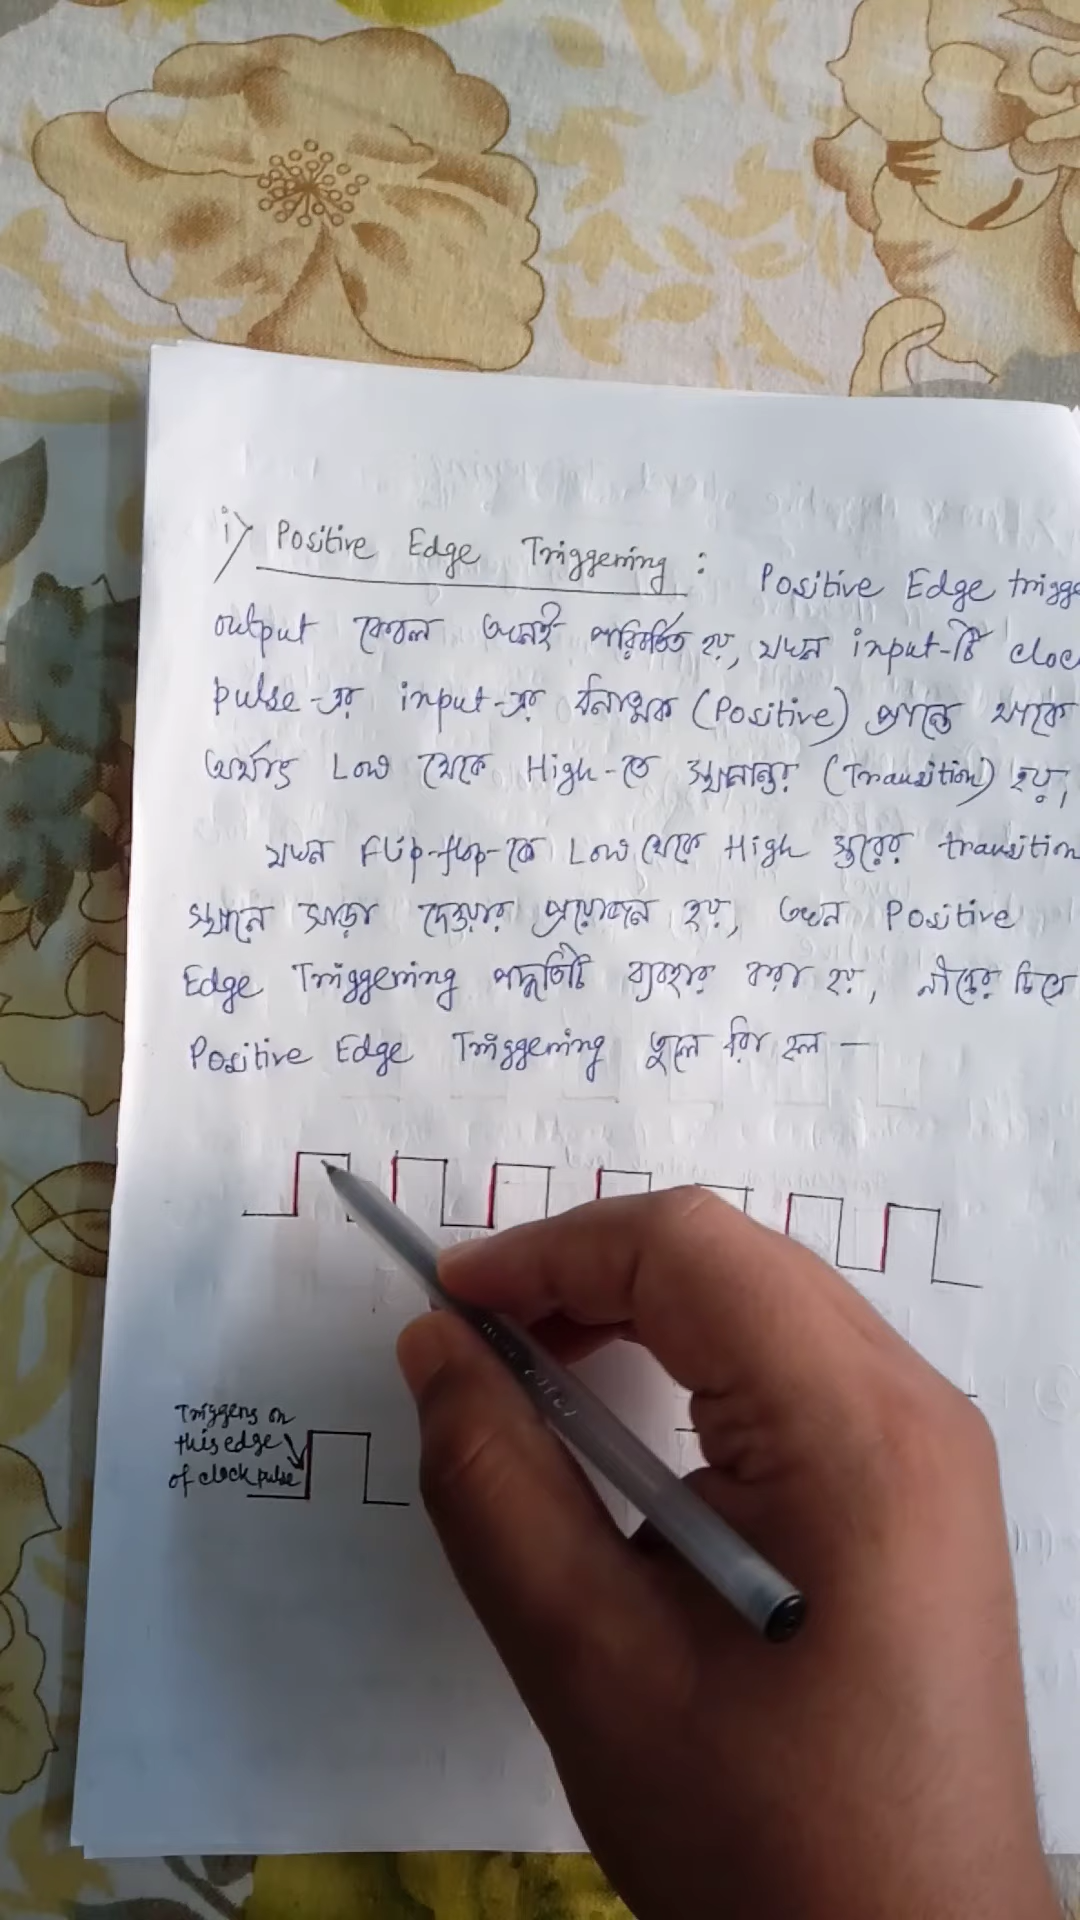 i) Positive Edge Triggering : Positive Edge trigge
output কেবল তখনই পরিবর্তিত হয়, যখন input-টি cloc
pulse-এর input-এর ধনাত্মক (Positive) প্রান্তে থাকে
অর্থাৎ Low থেকে High-তে স্থানান্তর (Transition) হয়,
যখন Flip-flop-কে Low থেকে High স্তরের transition
স্থানে সাড়া দেওয়ার প্রয়োজন হয়, তখন Positive
Edge Triggering পদ্ধতিটি ব্যবহার করা হয়, নীচের চিত্রে
Positive Edge Triggering তুলে ধরা হল —
Triggers on
this edge
of clock pulse